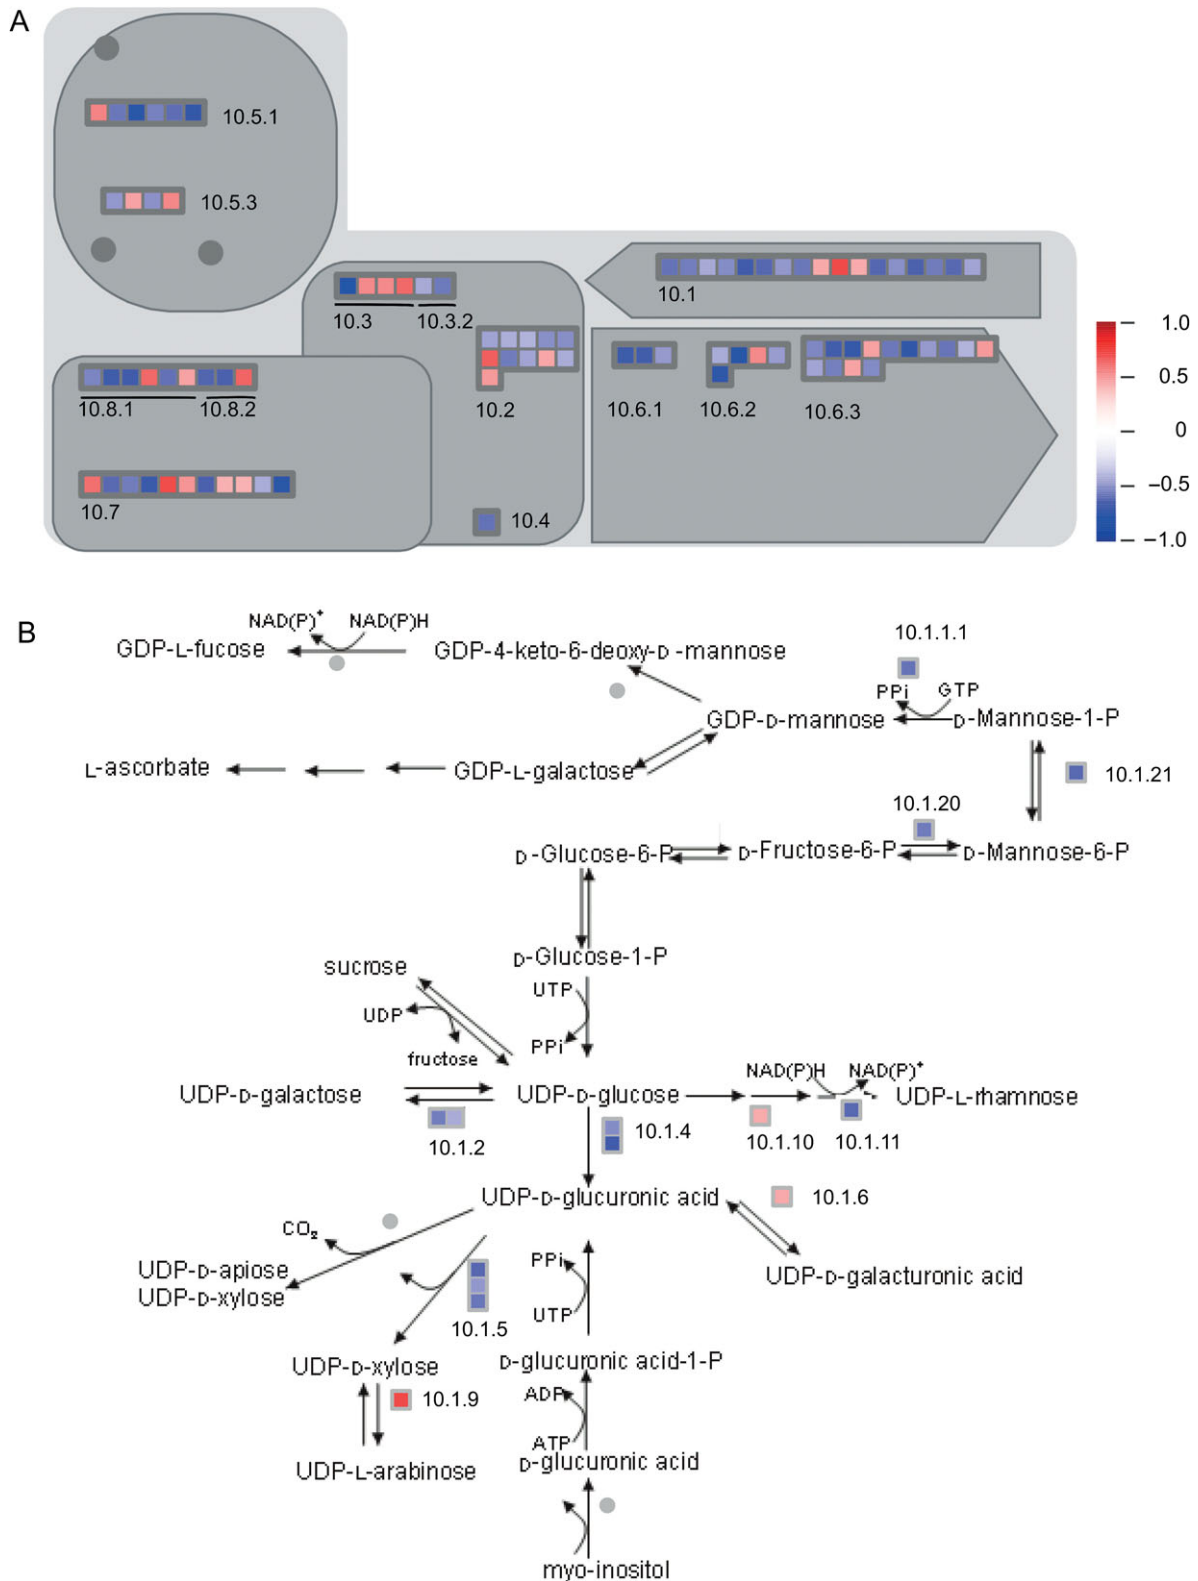 A
10.5.1
10.5.3
10.1
10.3 10.3.2
10.2
10.6.1 10.6.2 10.6.3
10.8.1 10.8.2
10.7
10.4
1.0
0.5
0
−0.5
−1.0
B
NAD(P)⁺ NAD(P)H
GDP-L-fucose
GDP-4-keto-6-deoxy-D -mannose
10.1.1.1
PPi GTP
GDP-D-mannose
D-Mannose-1-P
L-ascorbate
GDP-L-galactose
10.1.21
10.1.20
D-Glucose-6-P
D-Fructose-6-P
D-Mannose-6-P
D-Glucose-1-P
sucrose
UTP
UDP
PPi
fructose
NAD(P)H NAD(P)⁺
UDP-D-galactose
UDP-D-glucose
UDP-L-rhamnose
10.1.2
10.1.4
10.1.10
10.1.11
UDP-D-glucuronic acid
10.1.6
CO₂
PPi
UDP-D-apiose
UDP-D-xylose
UDP-D-galacturonic acid
UTP
10.1.5
UDP-D-xylose
D-glucuronic acid-1-P
10.1.9
ADP
ATP
D-glucuronic acid
UDP-L-arabinose
myo-inositol